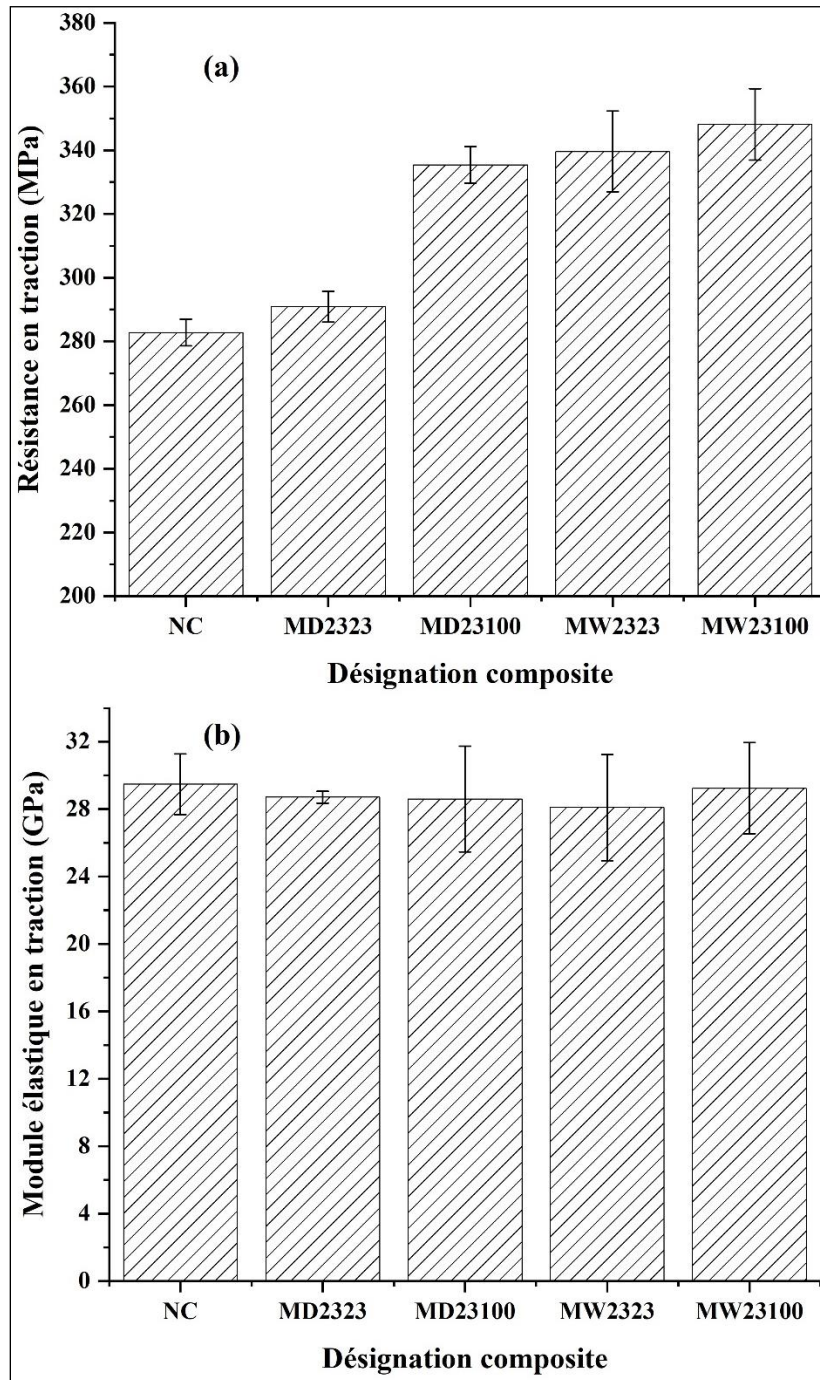 (a)
Résistance en traction (MPa)
380
360
340
320
300
280
260
240
220
200
NC MD2323 MD23100 MW2323 MW23100
Désignation composite
(b)
Module élastique en traction (GPa)
32
28
24
20
16
12
8
4
0
NC MD2323 MD23100 MW2323 MW23100
Désignation composite